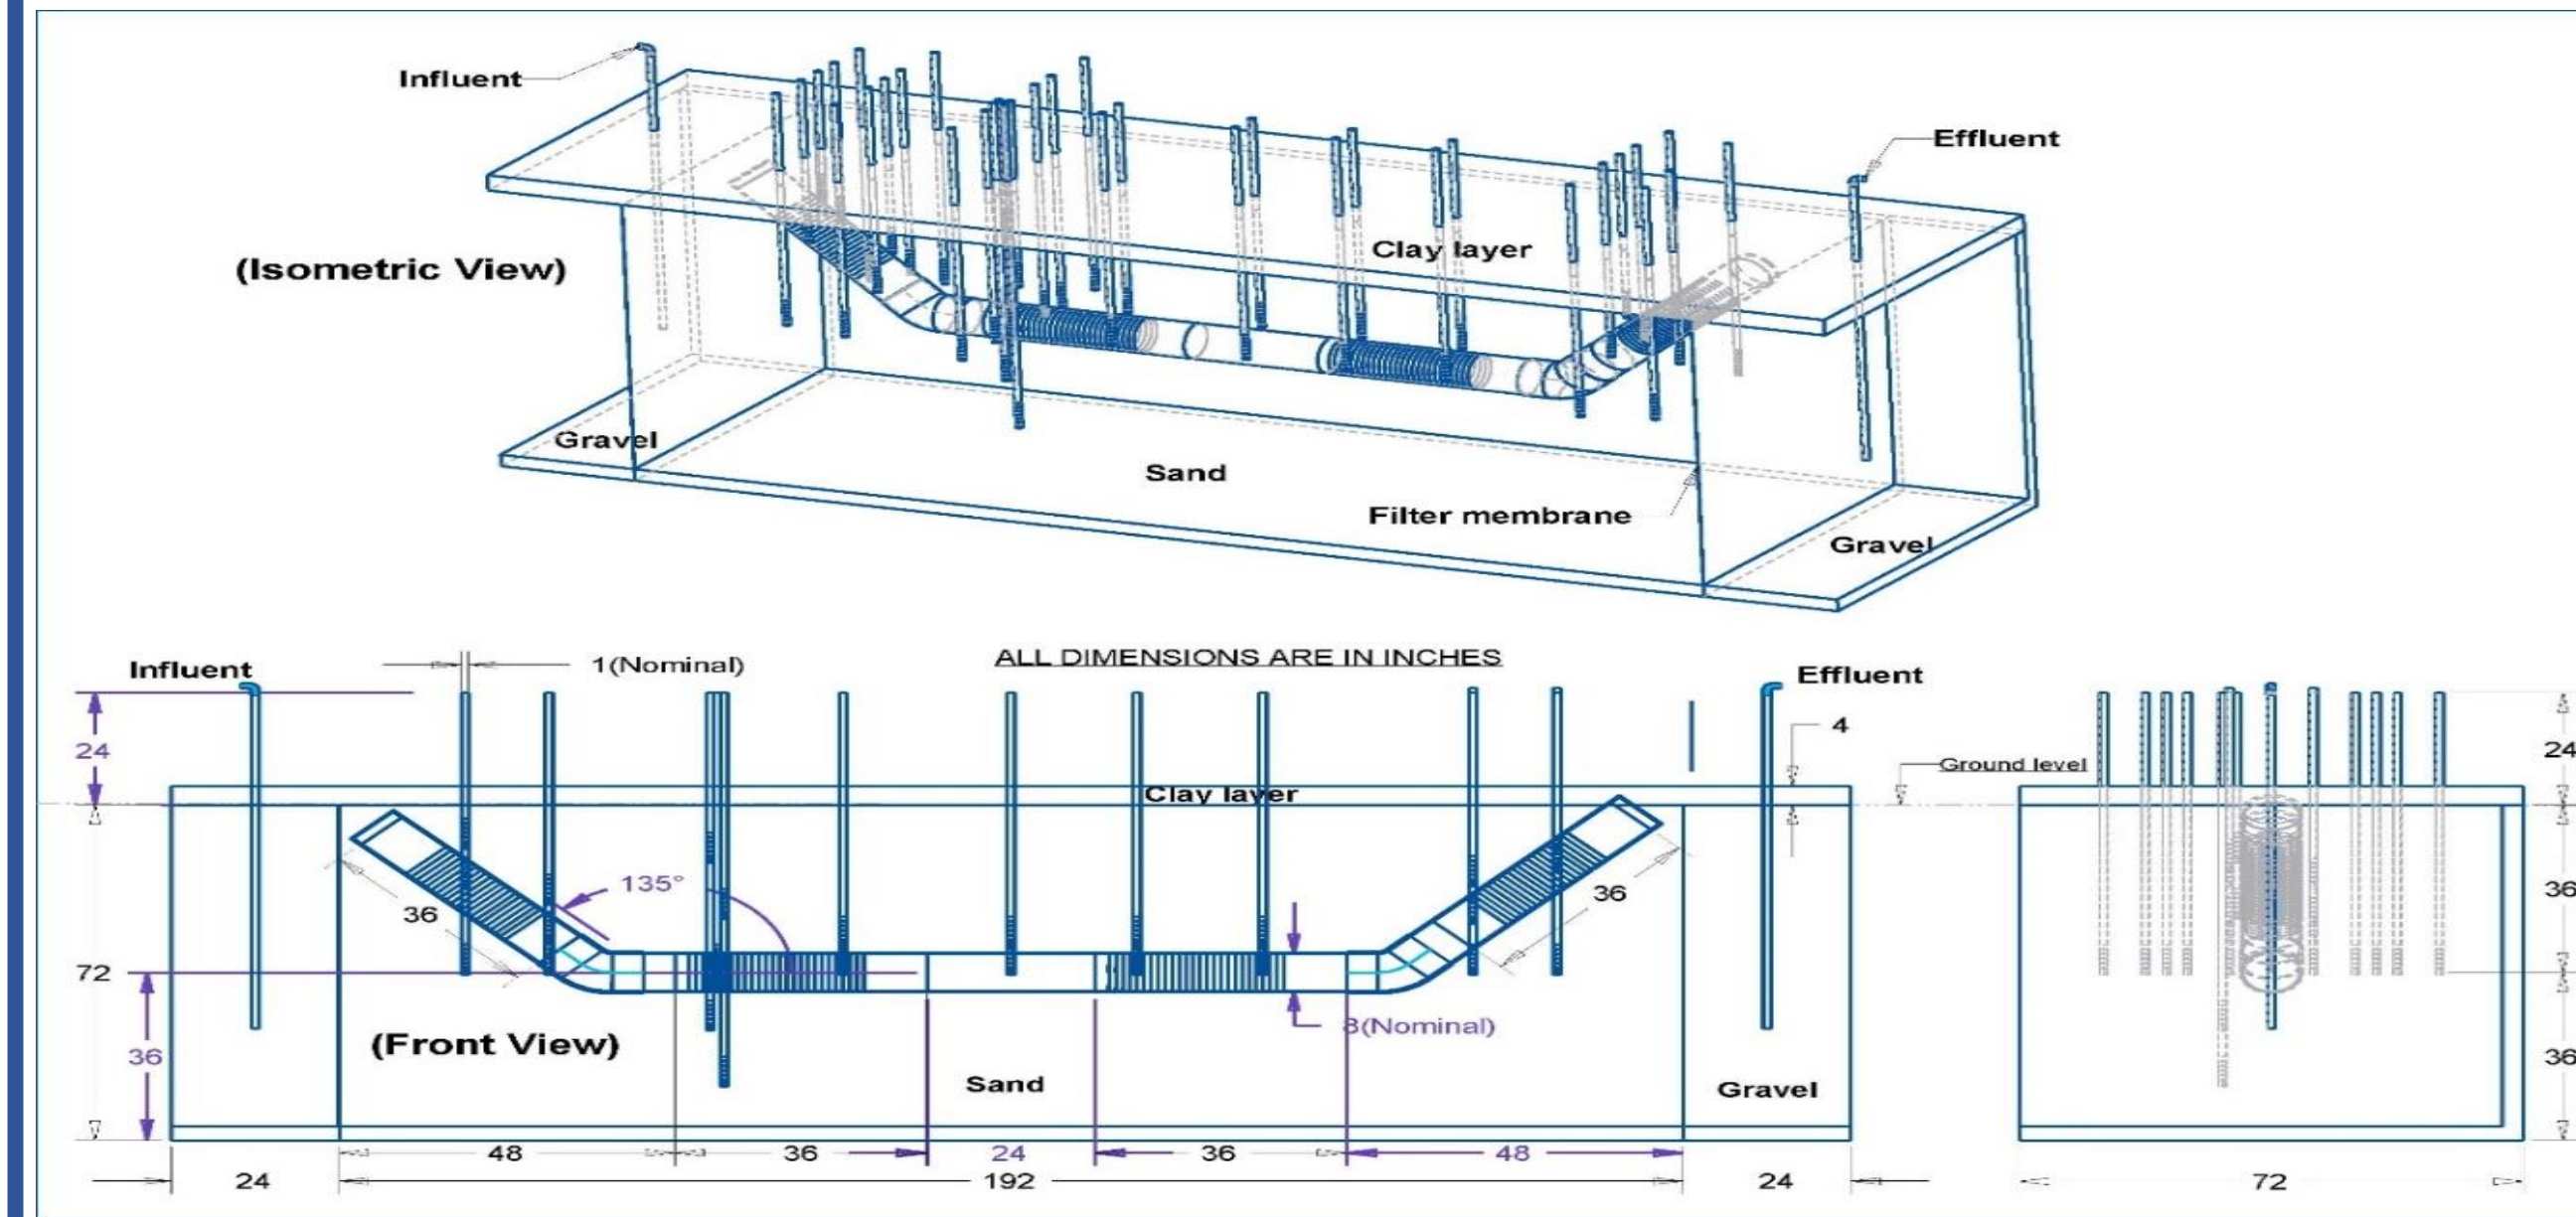 Influent
Effluent
Clay layer
(Isometric View)
Gravel
Sand
Filter membrane
Gravel
ALL DIMENSIONS ARE IN INCHES
Influent
1(Nominal)
Effluent
4
24
24
Ground level
Clay layer
135°
36
36
36
72
8(Nominal)
36
(Front View)
36
Sand
Gravel
48
36
24
36
48
24
192
24
72